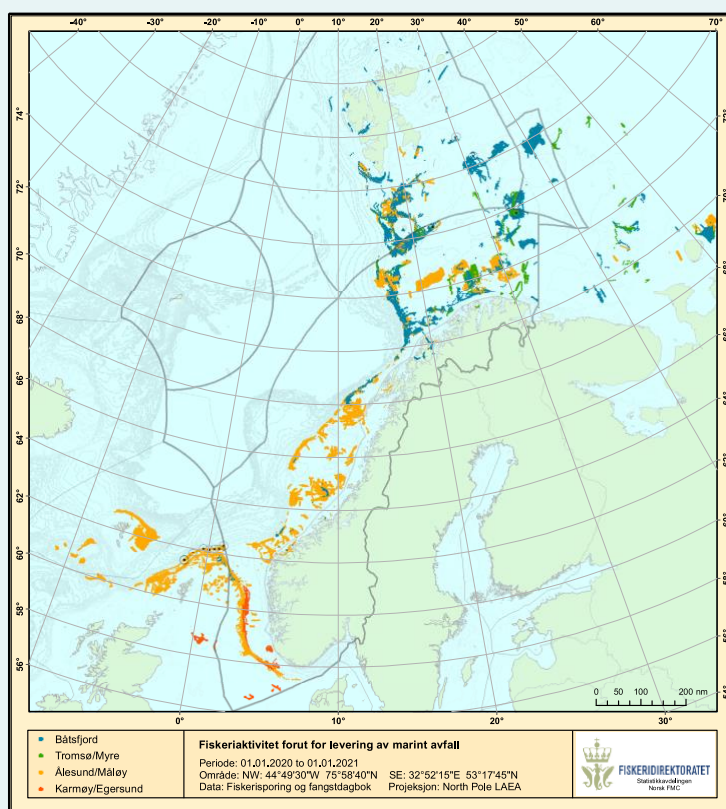 -40° -30° -20° -10° 0° 10° 20° 30° 40° 50° 60° 70°
74°
72°
70°
68°
66°
64°
62°
60°
58°
56°
0 50 100 200 nm
0° 10° 20° 30°
Båtsfjord
Tromsø/Myre
Ålesund/Måløy
Karmøy/Egersund
Fiskeriaktivitet forut for levering av marint avfall
Periode: 01.01.2020 to 01.01.2021
Område: NW: 44°49'30"W 75°58'40"N SE: 32°52'15"E 53°17'45"N
Data: Fiskerisporing og fangstdagbok Projeksjon: North Pole LAEA
FISKERIDIREKTORATET
Statistikkavdelingen
Norsk FMC